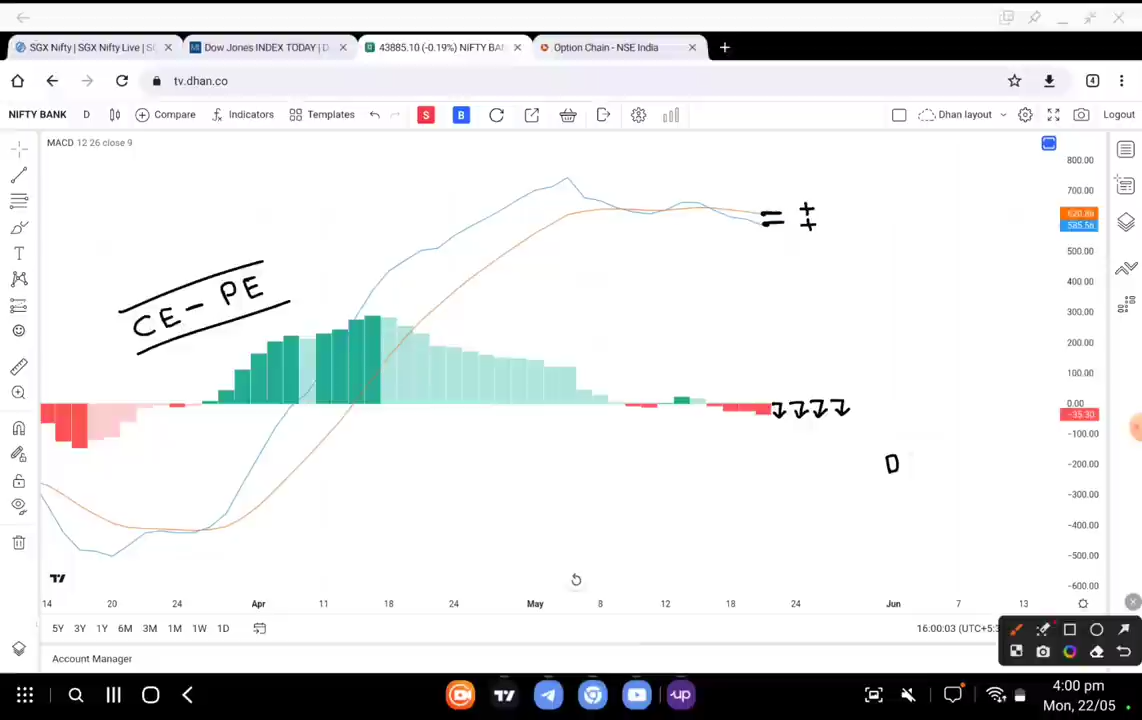 SGX Nifty | SGX Nifty Live | S
Dow Jones INDEX TODAY | D
43885.10 (-0.19%) NIFTY BAN
Option Chain - NSE India
tv.dhan.co
4
NIFTY BANK
D
Compare
Indicators
Templates
S
B
Dhan layout
Logout
MACD 12 26 close 9
800.00
700.00
620.86
585.56
500.00
400.00
300.00
200.00
100.00
0.00
-35.30
-100.00
-200.00
-300.00
-400.00
-500.00
-600.00
CE - PE
D
14
20
24
Apr
11
18
24
May
8
12
18
24
Jun
7
13
5Y
3Y
1Y
6M
3M
1M
1W
1D
16:00:03 (UTC+5:3
Account Manager
up
4:00 pm
Mon, 22/05